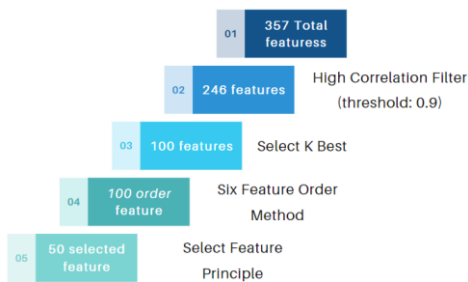 01
357 Total
featuress
02
246 features
High Correlation Filter
(threshold: 0.9)
03
100 features
Select K Best
04
100 order
feature
Six Feature Order
Method
05
50 selected
feature
Select Feature
Principle